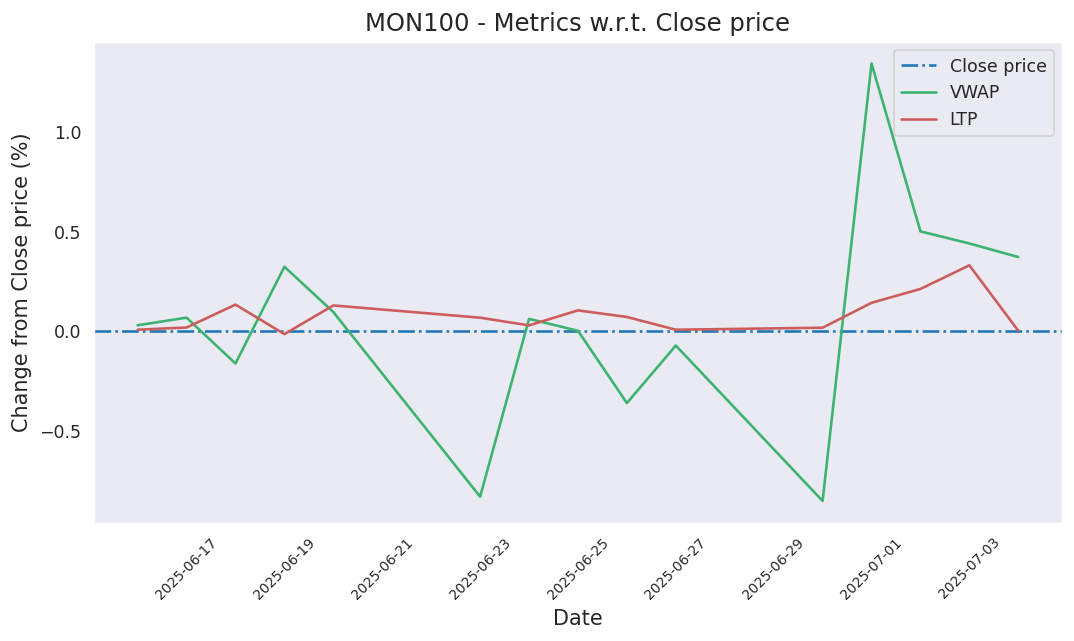 MON100 - Metrics w.r.t. Close price
Close price
VWAP
LTP
Change from Close price (%)
1.0
0.5
0.0
−0.5
2025-06-17
2025-06-19
2025-06-21
2025-06-23
2025-06-25
2025-06-27
2025-06-29
2025-07-01
2025-07-03
Date